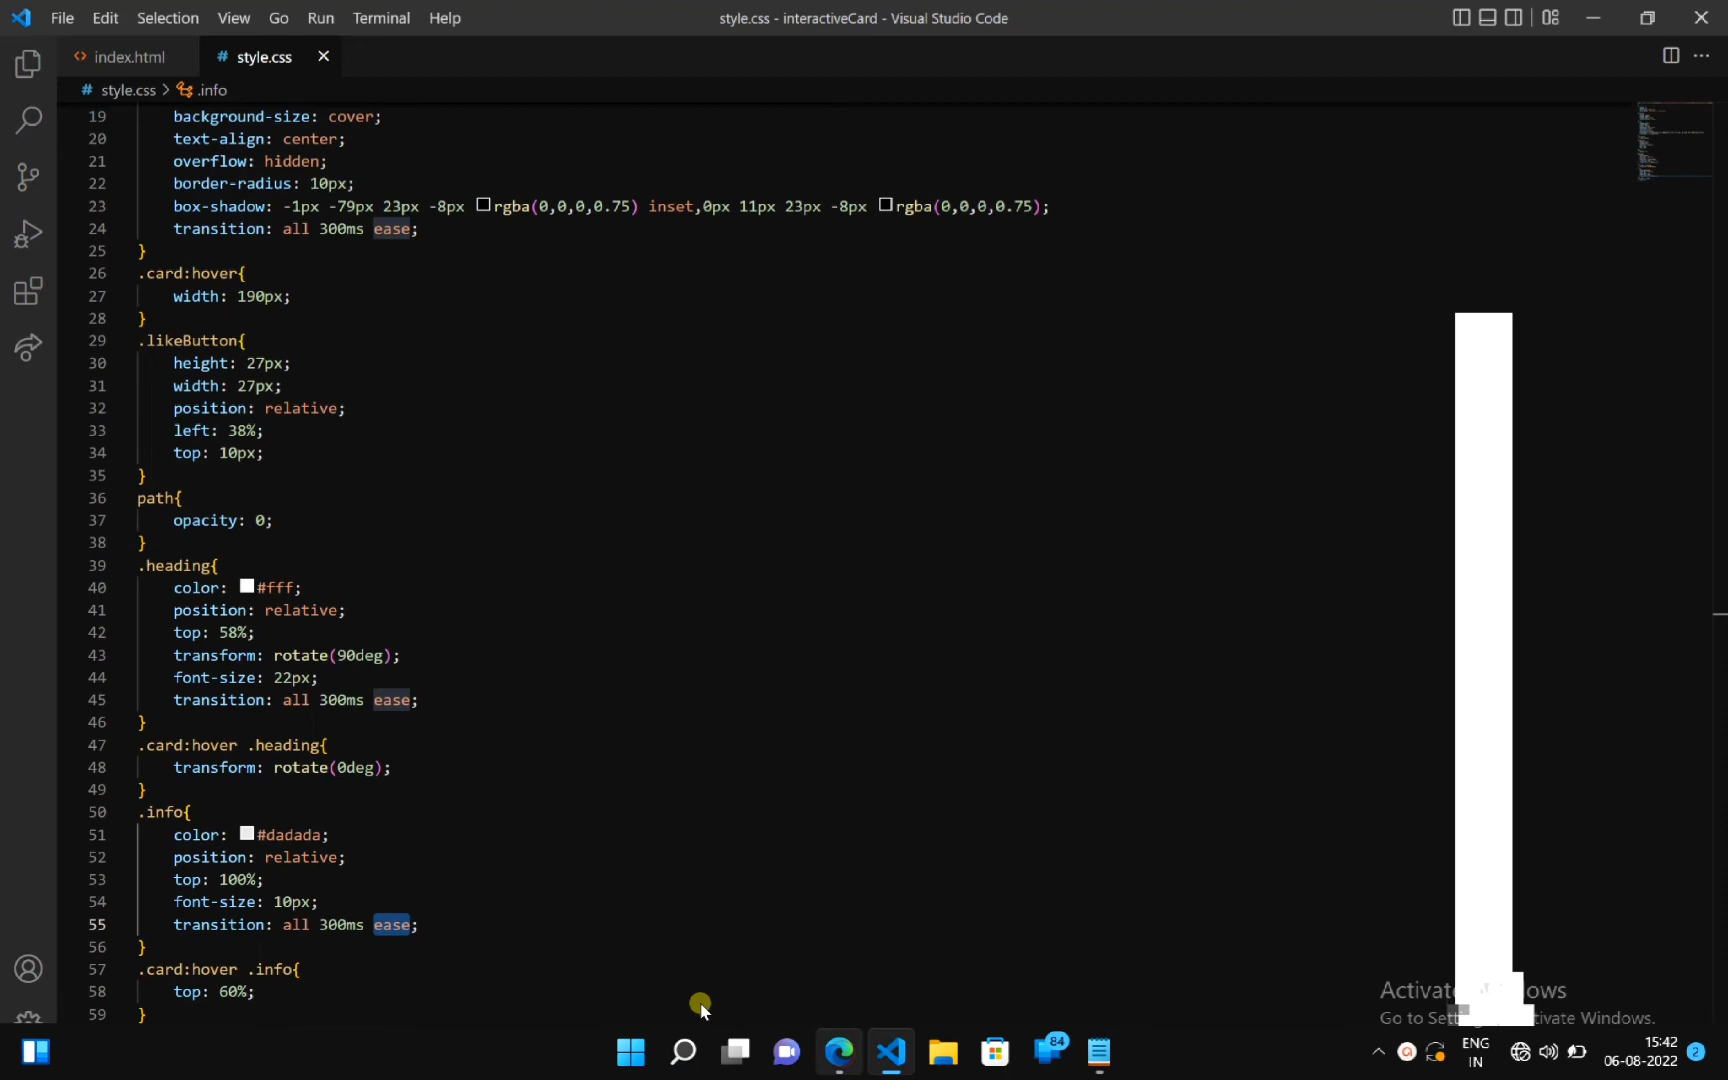 File Edit Selection View Go Run Terminal Help style.css - interactiveCard - Visual Studio Code
index.html # style.css
# style.css > .info
19 background-size: cover;
20 text-align: center;
21 overflow: hidden;
22 border-radius: 10px;
23 box-shadow: -1px -79px 23px -8px rgba(0,0,0,0.75) inset,0px 11px 23px -8px rgba(0,0,0,0.75);
24 transition: all 300ms ease;
25 }
26 .card:hover{
27 width: 190px;
28 }
29 .likeButton{
30 height: 27px;
31 width: 27px;
32 position: relative;
33 left: 38%;
34 top: 10px;
35 }
36 path{
37 opacity: 0;
38 }
39 .heading{
40 color: #fff;
41 position: relative;
42 top: 58%;
43 transform: rotate(90deg);
44 font-size: 22px;
45 transition: all 300ms ease;
46 }
47 .card:hover .heading{
48 transform: rotate(0deg);
49 }
50 .info{
51 color: #dadada;
52 position: relative;
53 top: 100%;
54 font-size: 10px;
55 transition: all 300ms ease;
56 }
57 .card:hover .info{
58 top: 60%;
59 }
Activate
Go to
Windows.
84
ENG
IN
15:42
06-08-2022
2